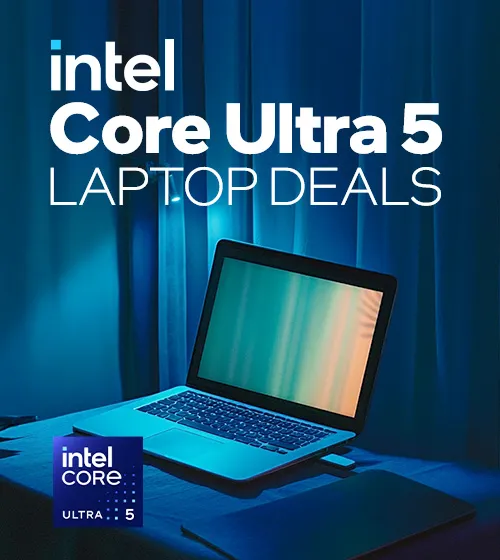 intel
Core Ultra 5
LAPTOP DEALS
intel
CORE
ULTRA 5